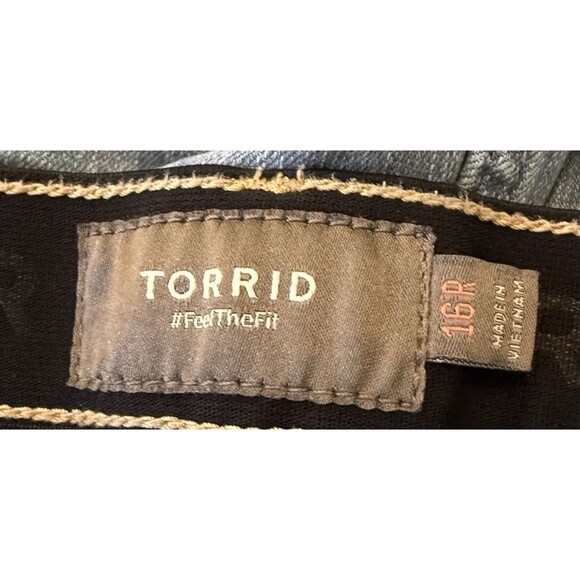 TORRID
#FeelTheFit
16R
MADE IN
VIETNAM